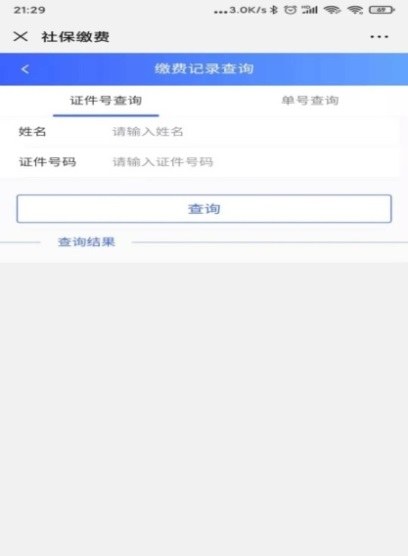 21:29
...3.0K/s
社保缴费
缴费记录查询
证件号查询 单号查询
姓名 请输入姓名
证件号码 请输入证件号码
查询
查询结果